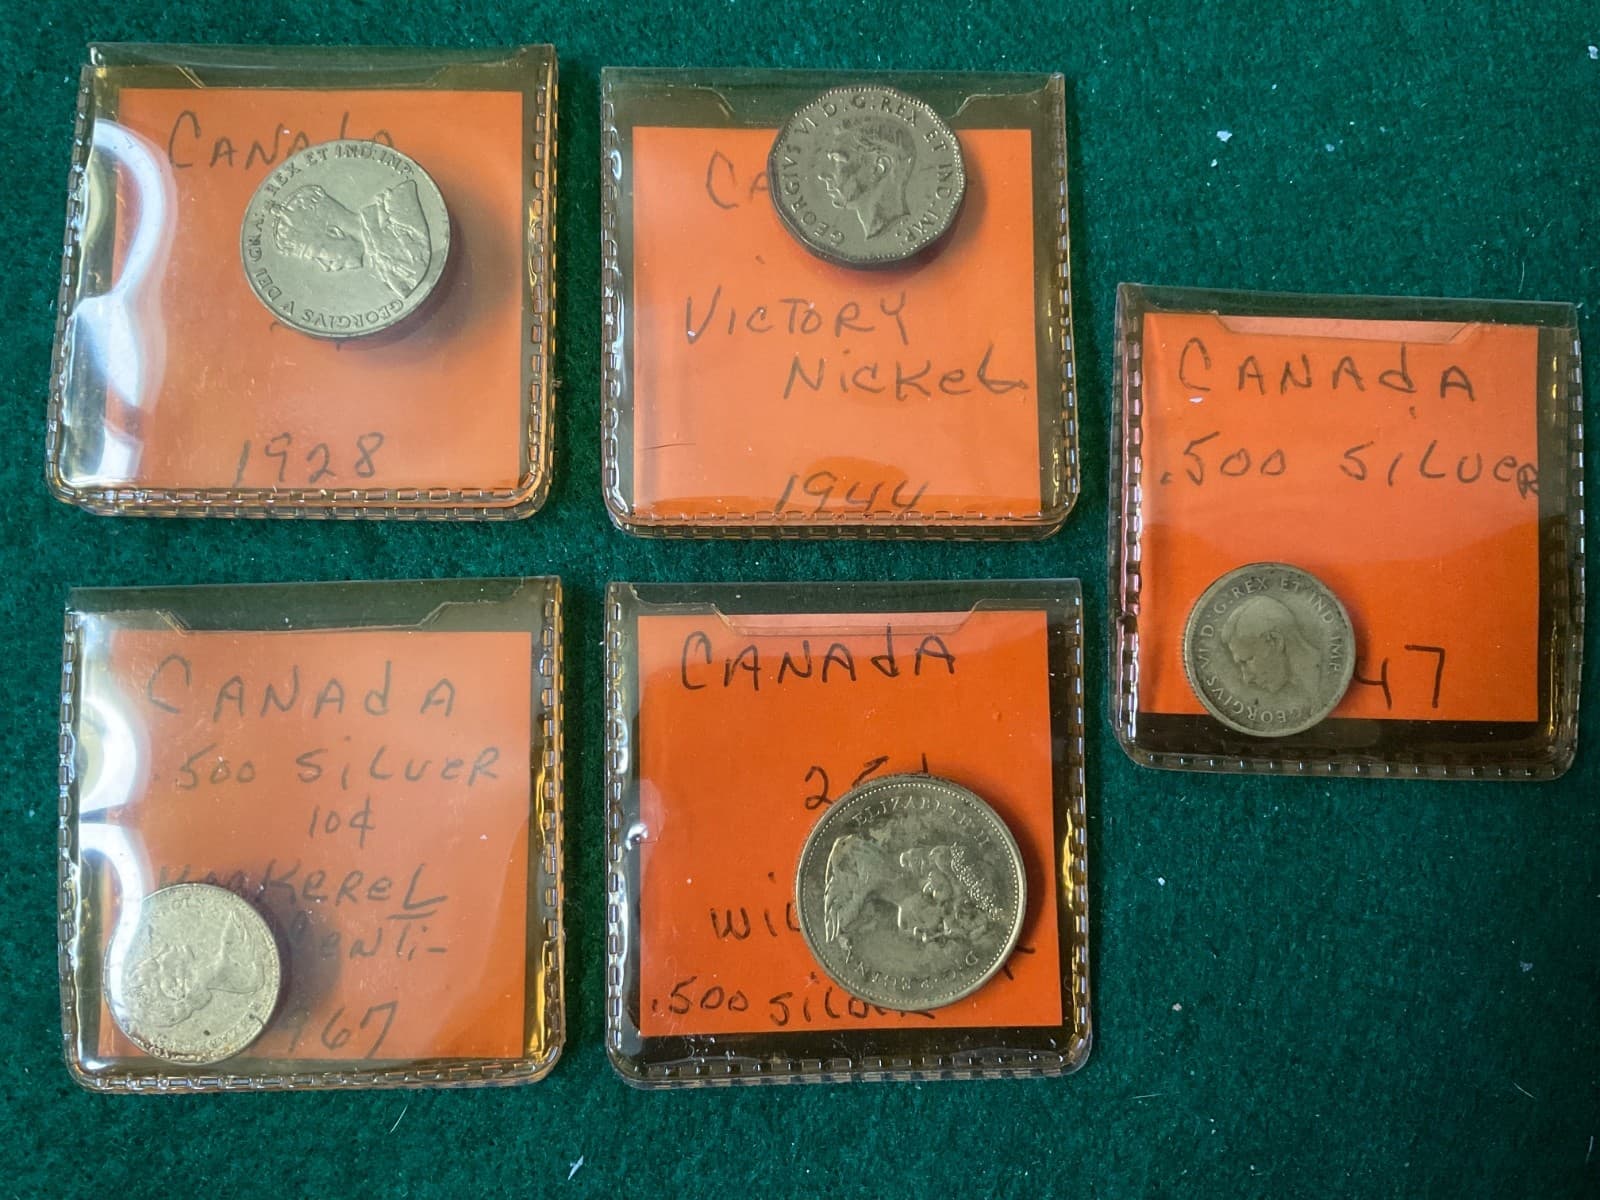 CANAdA
1928
GEORGIVS V DEI GRA: REX ET IND: IMP:
VICTORY
NickeL
1944
GEORGIVS VI D:G:REX ET IND:IMP:
CANAdA
.500 SiLVeR
47
GEORGIVS VI D:G:REX ET IND:IMP:
CANAdA
.500 SiLVeR
10¢
67
CANAdA
.500
ELIZABETH II
D·G·REGINA